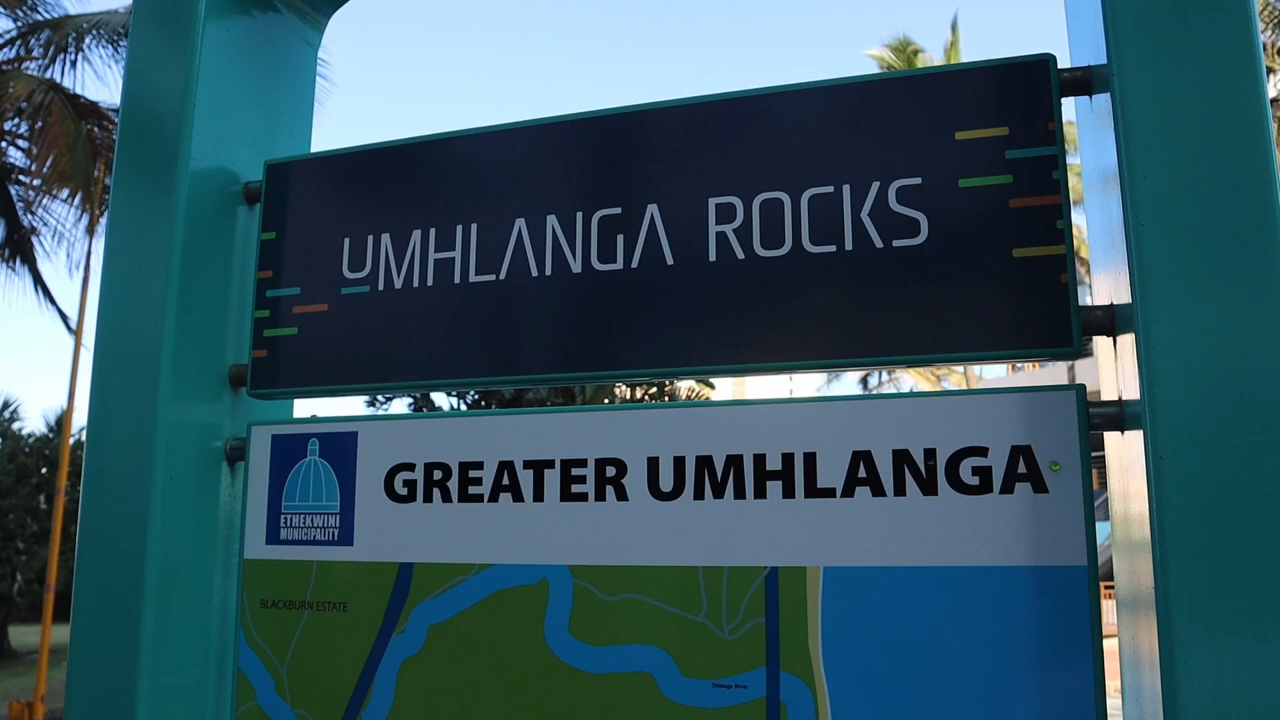 UMHLANGA ROCKS
ETHEKWINI
MUNICIPALITY
GREATER UMHLANGA
BLACKBURN ESTATE
Ohlanga River